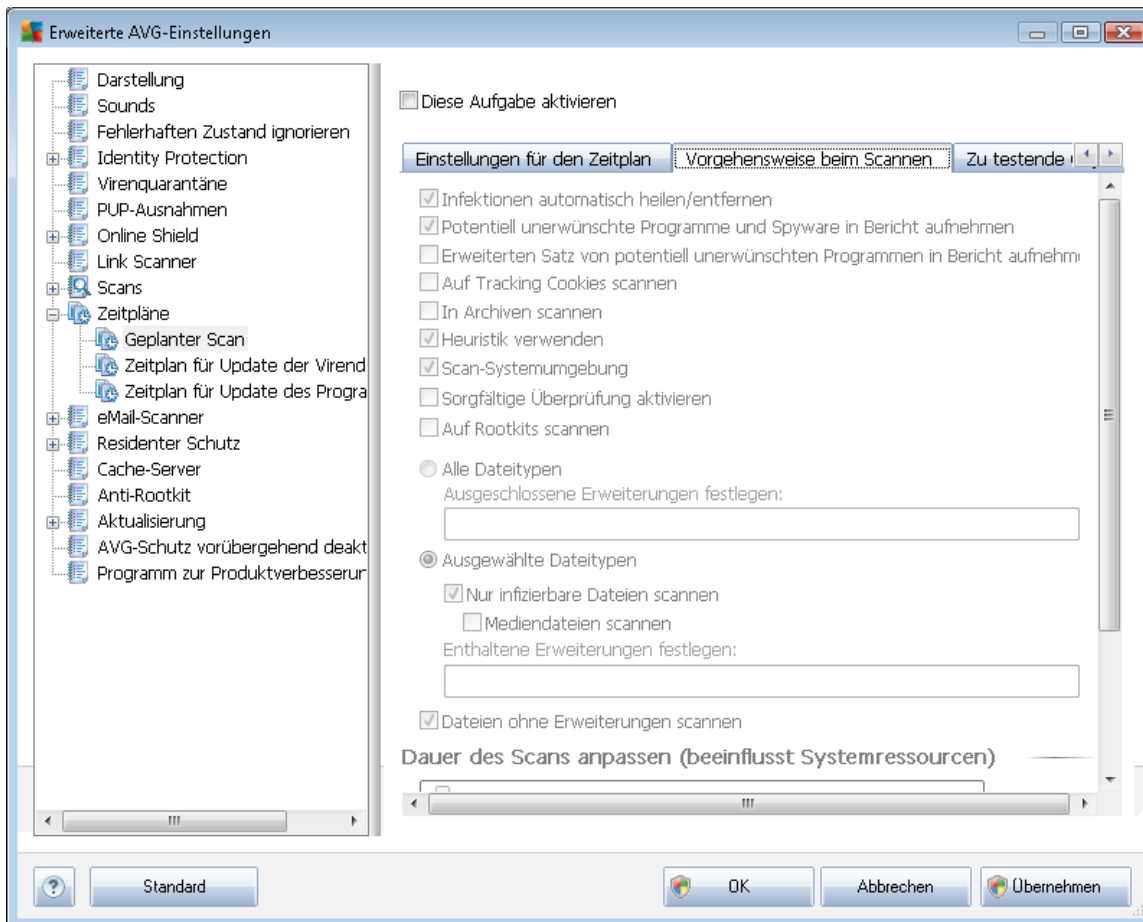 Erweiterte AVG-Einstellungen
Darstellung
Sounds
Fehlerhaften Zustand ignorieren
Identity Protection
Virenquarantäne
PUP-Ausnahmen
Online Shield
Link Scanner
Scans
Zeitpläne
Geplanter Scan
Zeitplan für Update der Virend
Zeitplan für Update des Progra
eMail-Scanner
Residenter Schutz
Cache-Server
Anti-Rootkit
Aktualisierung
AVG-Schutz vorübergehend deakt
Programm zur Produktverbesserun
Diese Aufgabe aktivieren
Einstellungen für den Zeitplan
Vorgehensweise beim Scannen
Zu testende
Infektionen automatisch heilen/entfernen
Potentiell unerwünschte Programme und Spyware in Bericht aufnehmen
Erweiterten Satz von potentiell unerwünschten Programmen in Bericht aufnehm
Auf Tracking Cookies scannen
In Archiven scannen
Heuristik verwenden
Scan-Systemumgebung
Sorgfältige Überprüfung aktivieren
Auf Rootkits scannen
Alle Dateitypen
Ausgeschlossene Erweiterungen festlegen:
Ausgewählte Dateitypen
Nur infizierbare Dateien scannen
Mediendateien scannen
Enthaltene Erweiterungen festlegen:
Dateien ohne Erweiterungen scannen
Dauer des Scans anpassen (beeinflusst Systemressourcen)
?
Standard
OK
Abbrechen
Übernehmen